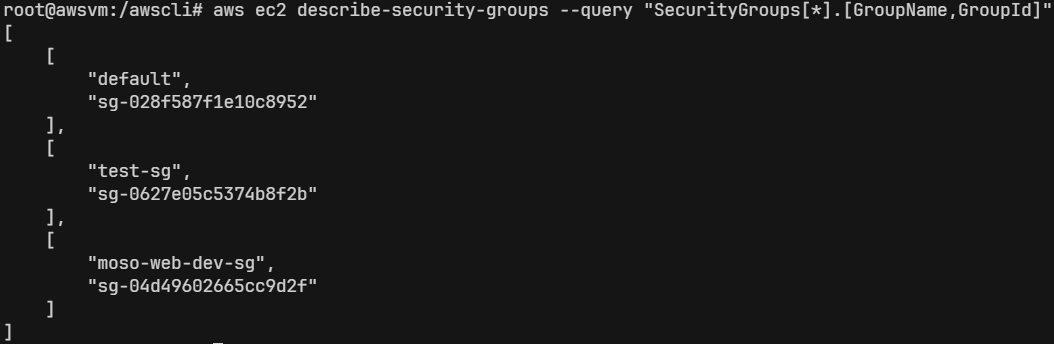 root@awsvm:/awscli# aws ec2 describe-security-groups --query "SecurityGroups[*].[GroupName,GroupId]"
[
    [
        "default",
        "sg-028f587f1e10c8952"
    ],
    [
        "test-sg",
        "sg-0627e05c5374b8f2b"
    ],
    [
        "moso-web-dev-sg",
        "sg-04d49602665cc9d2f"
    ]
]